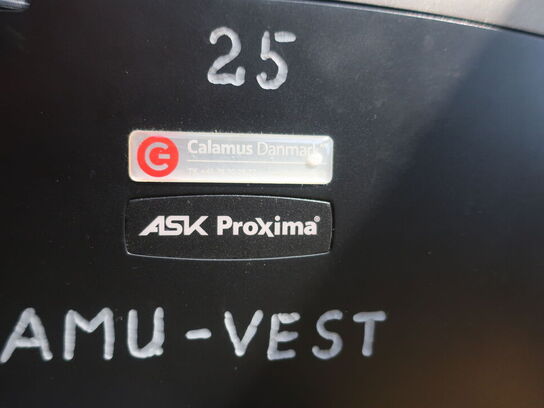 25
Calamus Danmark
ASK Proxima®
AMU-VEST